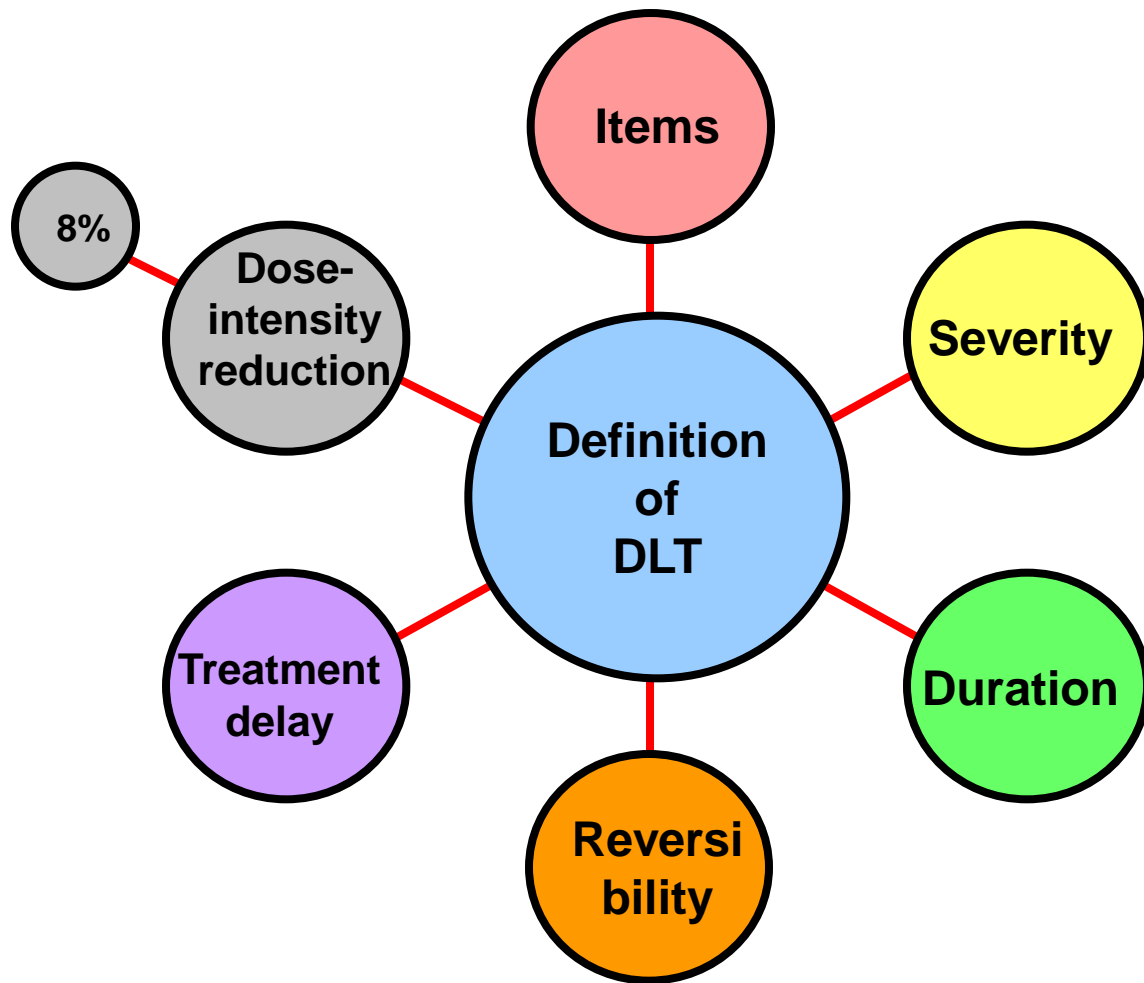 Items
8%
Dose-
intensity
reduction
Severity
Definition
of
DLT
Treatment
delay
Duration
Reversi
bility